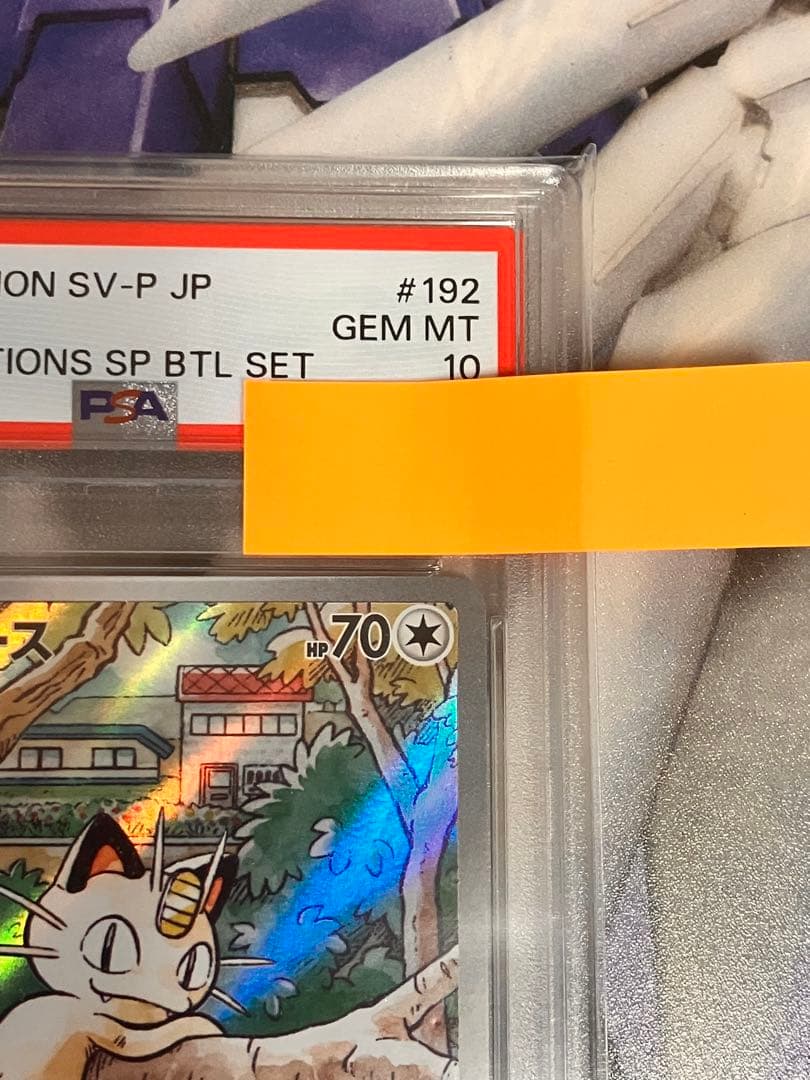 ION SV-P JP #192
GEM MT
TIONS SP BTL SET 10
PSA
ース HP70